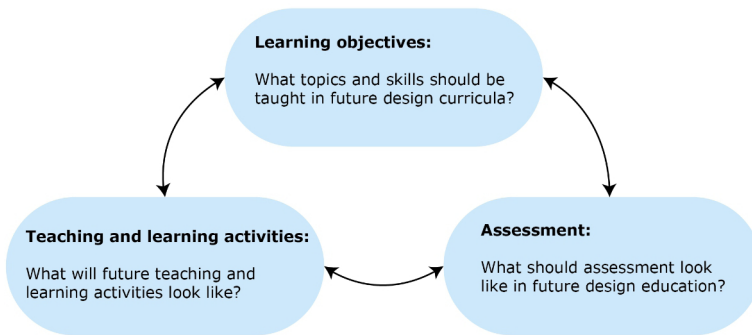 Learning objectives:
What topics and skills should be
taught in future design curricula?
Teaching and learning activities:
What will future teaching and
learning activities look like?
Assessment:
What should assessment look
like in future design education?